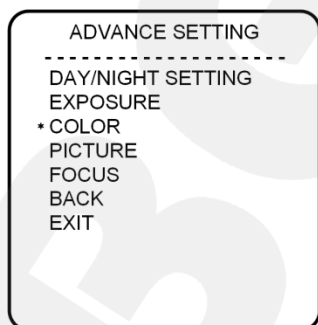 ADVANCE SETTING
- - - - - - - - - - - - - - - - - - - -
DAY/NIGHT SETTING
EXPOSURE
* COLOR
PICTURE
FOCUS
BACK
EXIT